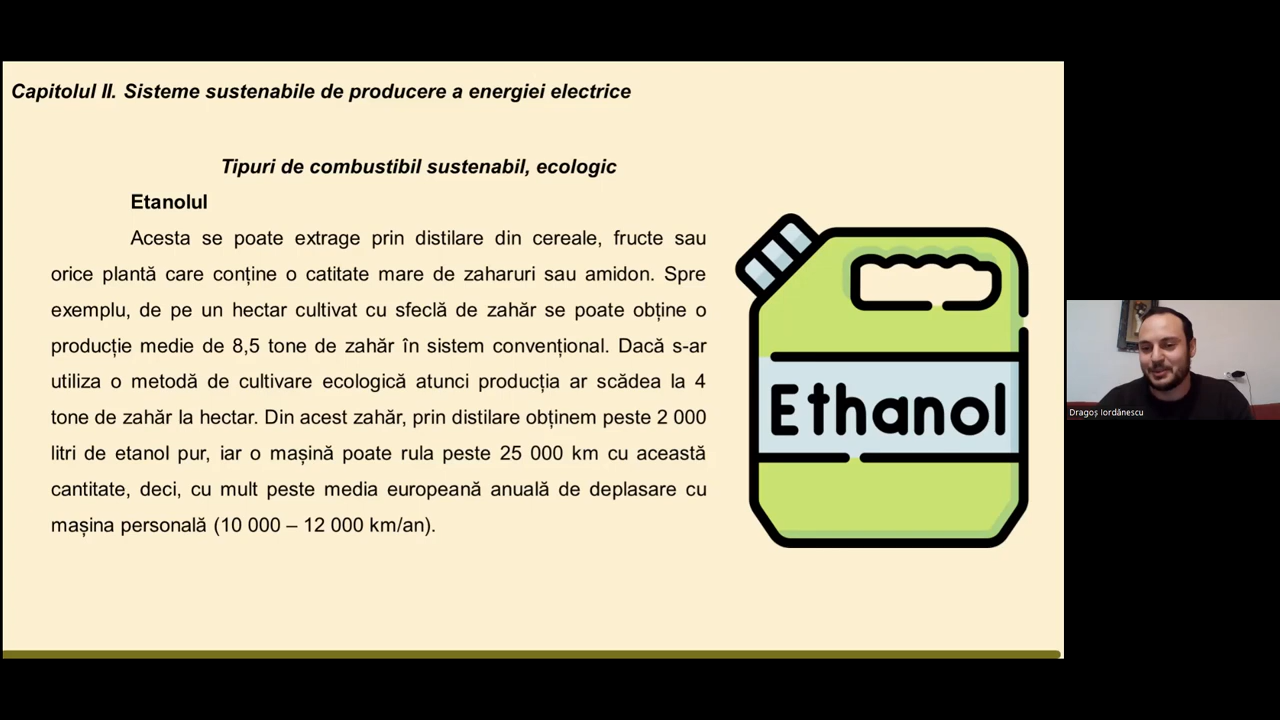 Capitolul II. Sisteme sustenabile de producere a energiei electrice
Tipuri de combustibil sustenabil, ecologic
Etanolul
Acesta se poate extrage prin distilare din cereale, fructe sau
orice plantă care conține o catitate mare de zaharuri sau amidon. Spre
exemplu, de pe un hectar cultivat cu sfeclă de zahăr se poate obține o
producție medie de 8,5 tone de zahăr în sistem convențional. Dacă s-ar
utiliza o metodă de cultivare ecologică atunci producția ar scădea la 4
tone de zahăr la hectar. Din acest zahăr, prin distilare obținem peste 2 000
litri de etanol pur, iar o mașină poate rula peste 25 000 km cu această
cantitate, deci, cu mult peste media europeană anuală de deplasare cu
mașina personală (10 000 – 12 000 km/an).
Ethanol
Dragoș Iordănescu